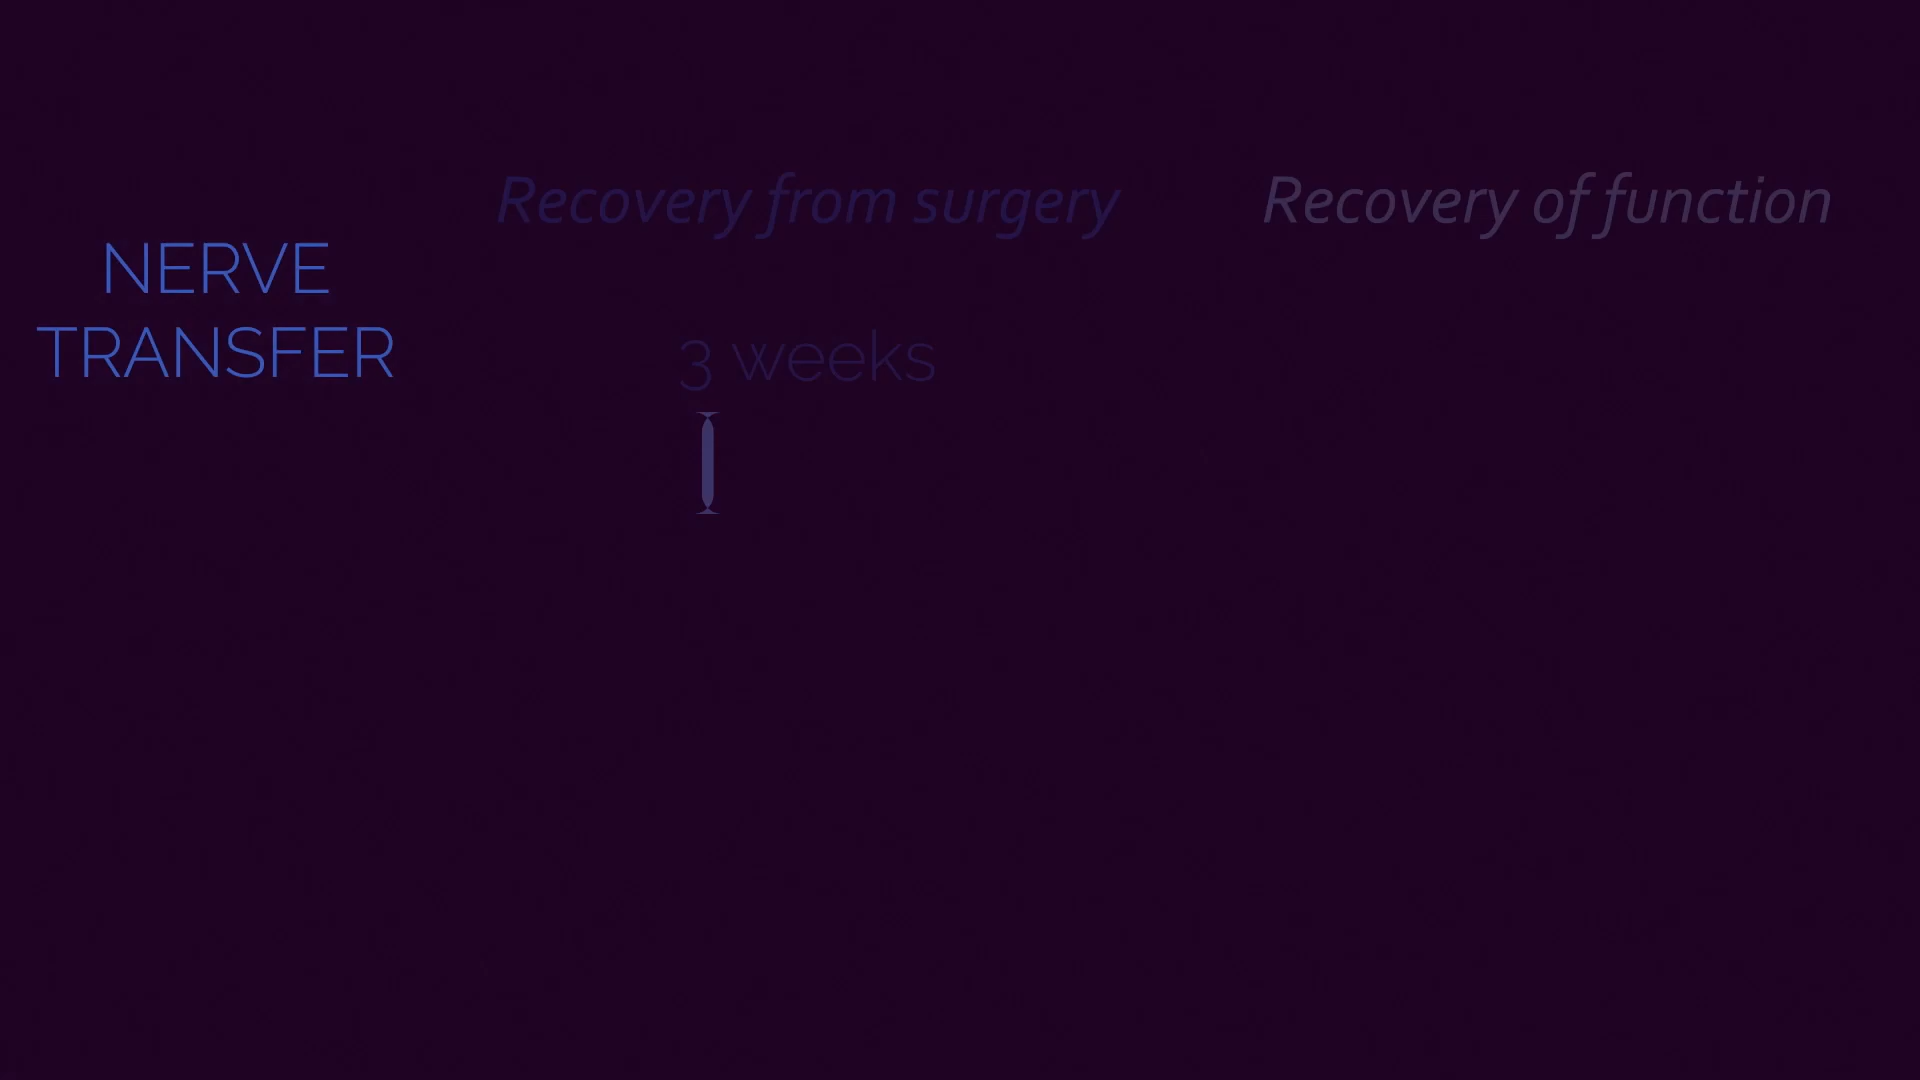 Recovery from surgery
Recovery of function
NERVE
TRANSFER
3 weeks